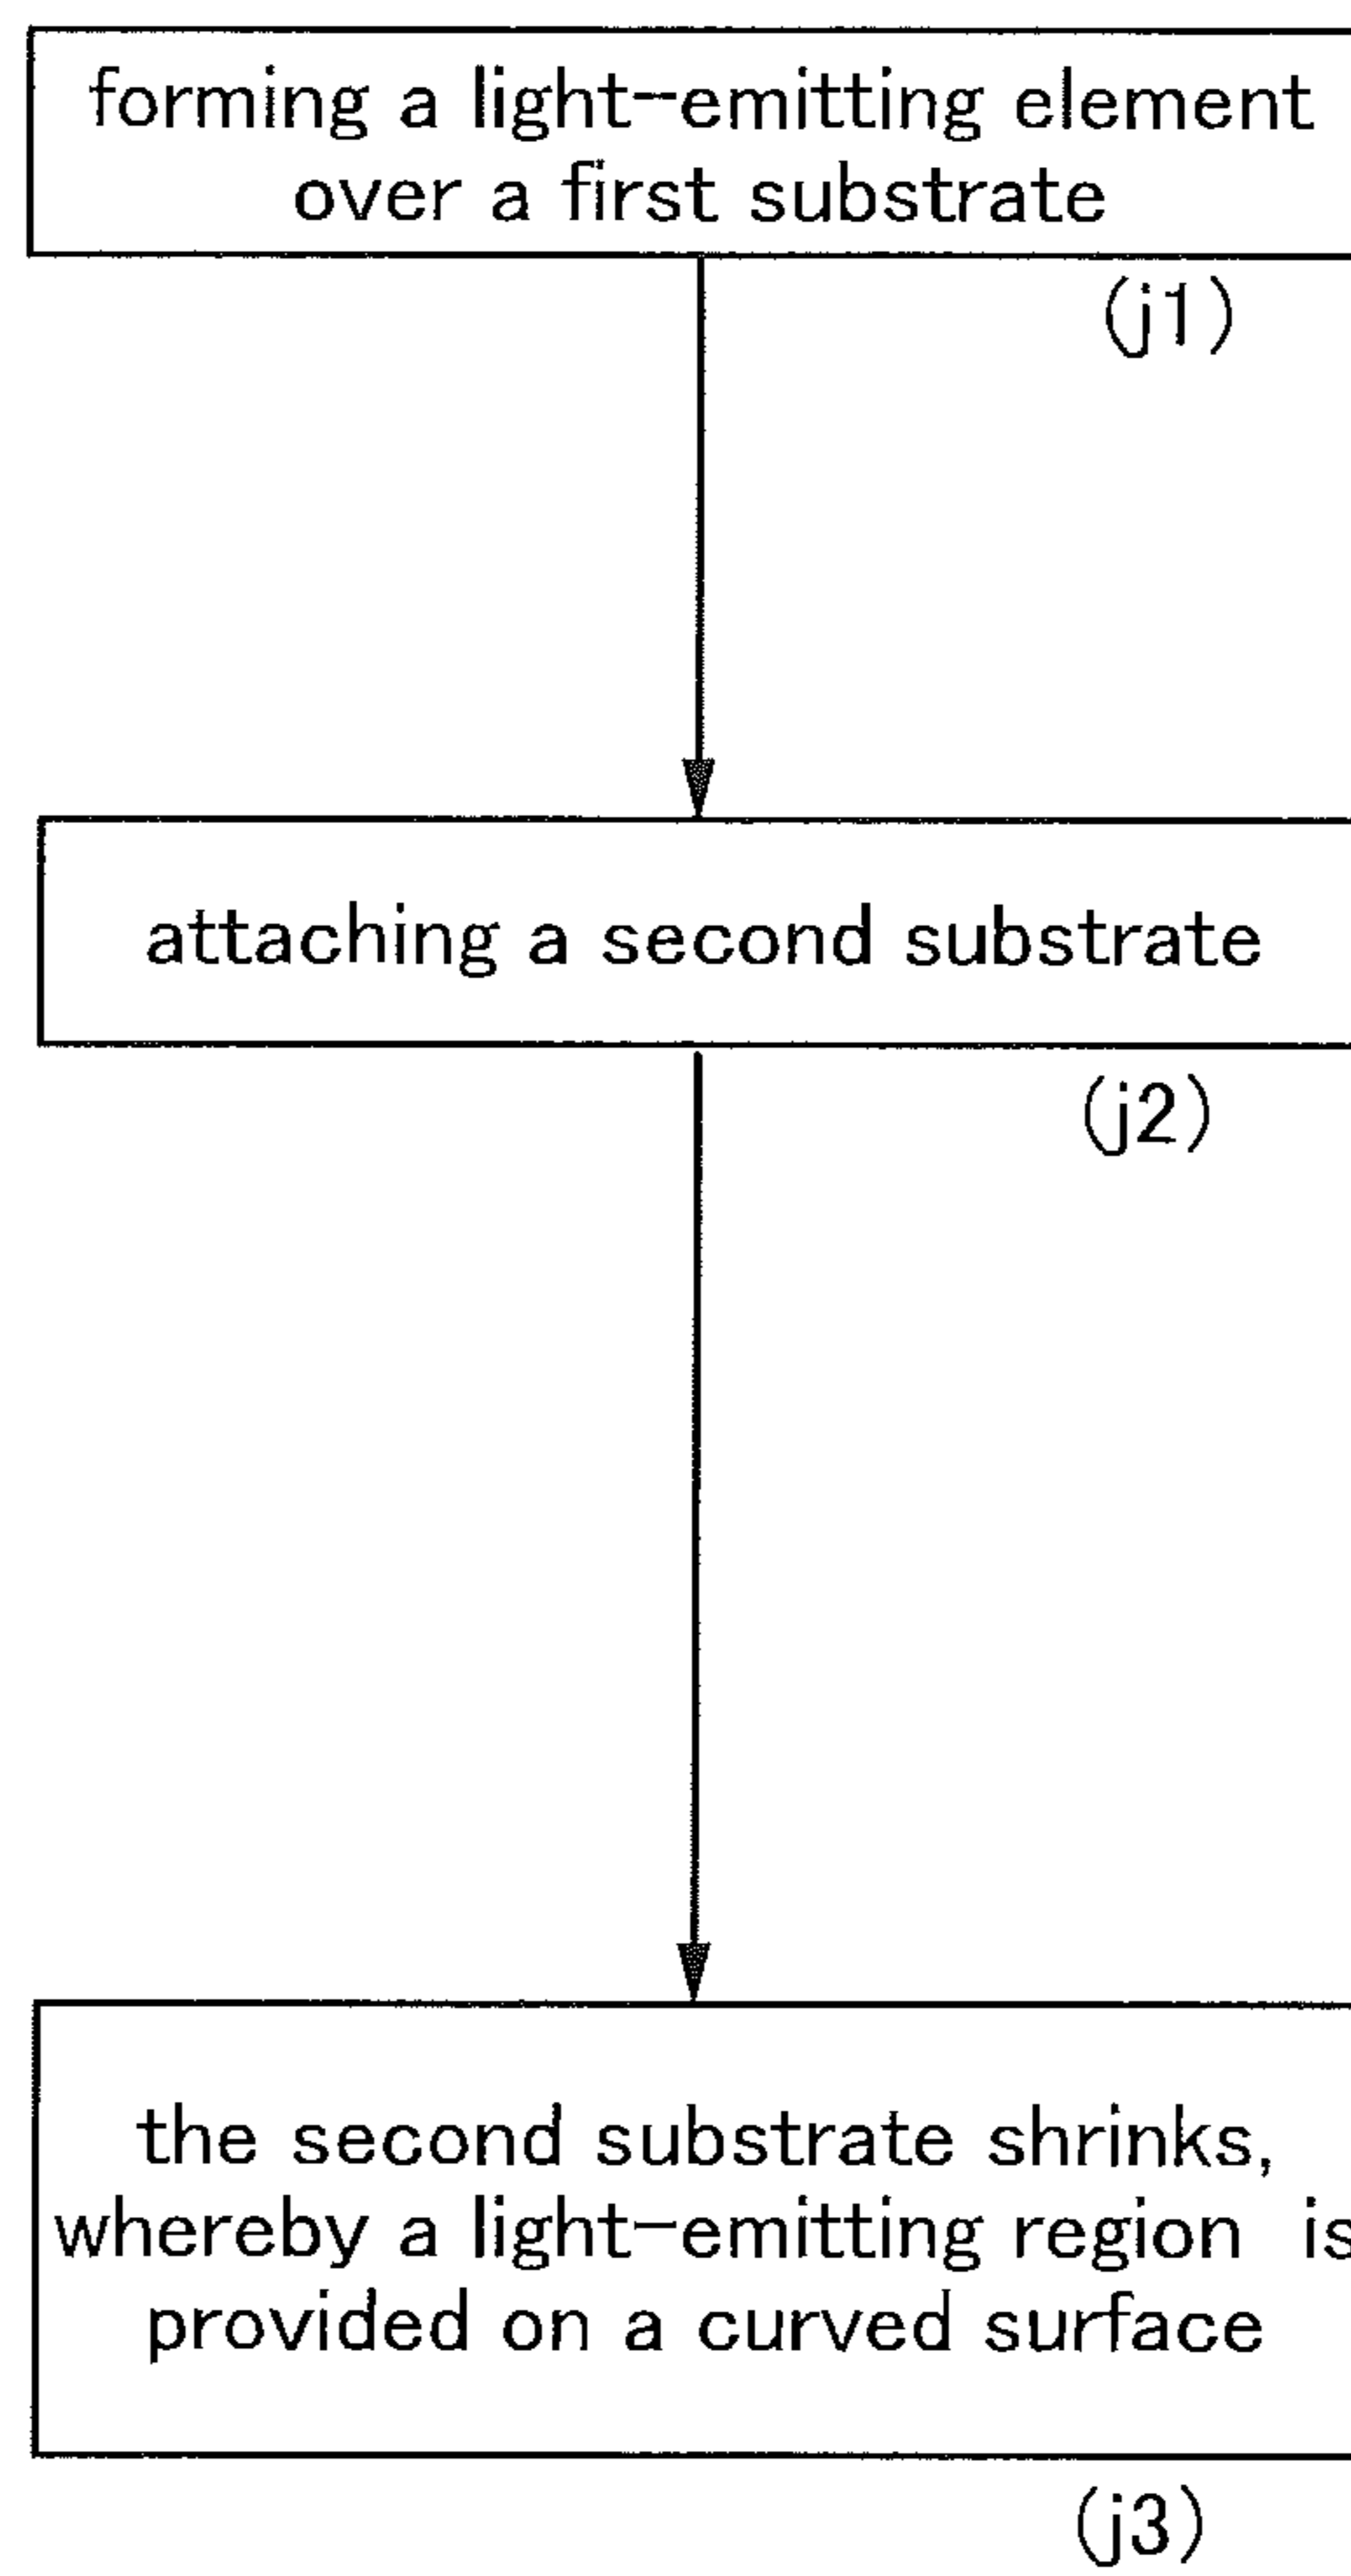 forming a light-emitting element
over a first substrate
(j1)
attaching a second substrate
(j2)
the second substrate shrinks,
whereby a light-emitting region is
provided on a curved surface
(j3)